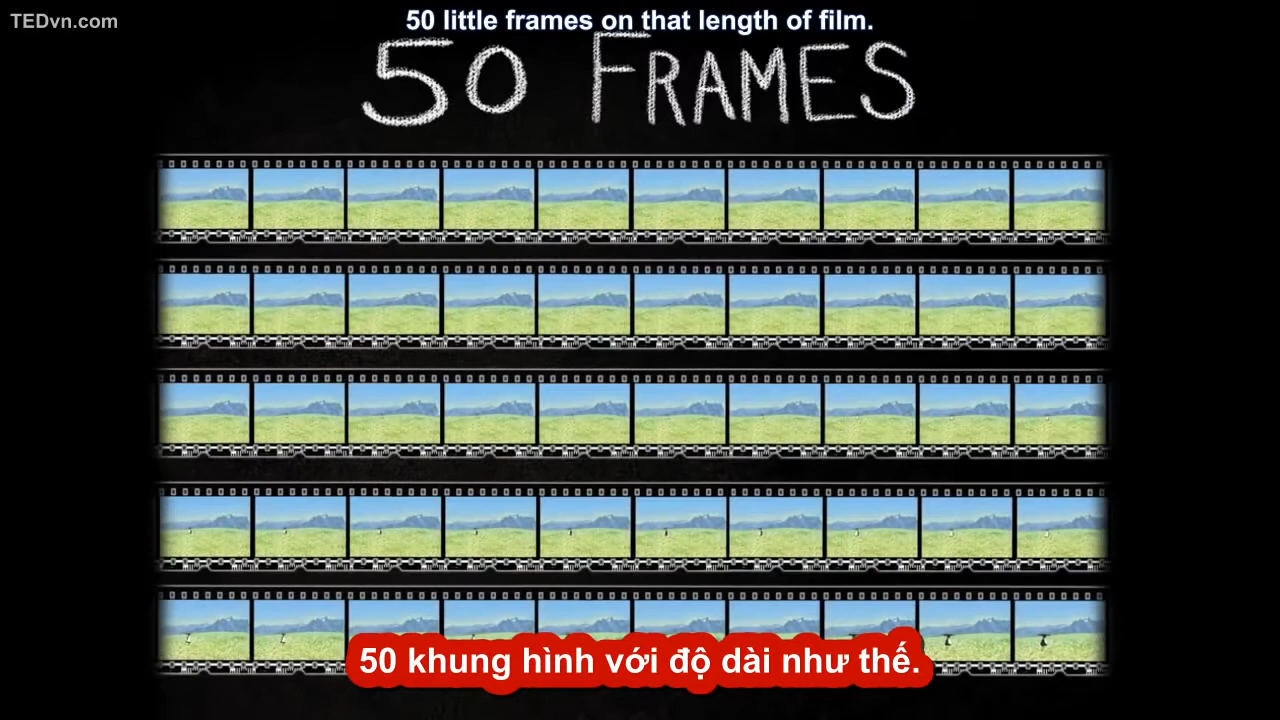 TEDvn.com
50 little frames on that length of film.
50 FRAMES
50 khung hình với độ dài như thế.